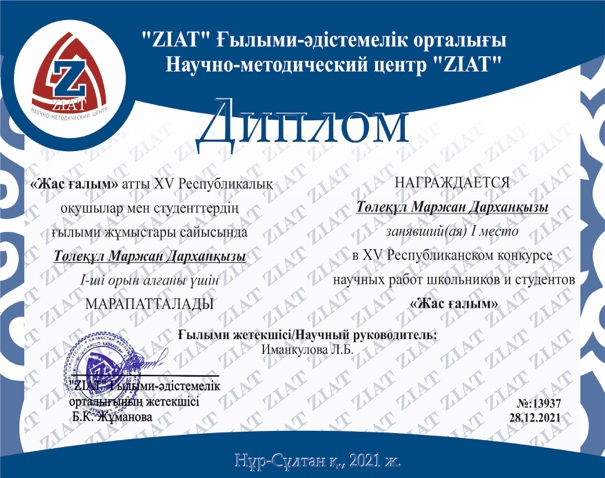 "ZIAT" Ғылыми-әдістемелік орталығы
Научно-методический центр "ZIAT"
Z
ZIAT
НАУЧНО-МЕТОДИЧЕСКИЙ ЦЕНТР
Диплом
«Жас ғалым» атты XV Республикалық
оқушылар мен студенттердің
ғылыми жұмыстары сайысында
Төлеқұл Маржан Дарханқызы
I-ші орын алғаны үшін
МАРАПАТТАЛАДЫ
НАГРАЖДАЕТСЯ
Төлеқұл Маржан Дарханқызы
занявший(ая) I место
в XV Республиканском конкурсе
научных работ школьников и студентов
«Жас ғалым»
Ғылыми жетекшісі/Научный руководитель:
Иманкулова Л.Б.
"ZIAT" Ғылыми-әдістемелік
орталығының жетекшісі
Б.К. Жұманова
№:13937
28.12.2021
Нұр-Сұлтан қ., 2021 ж.